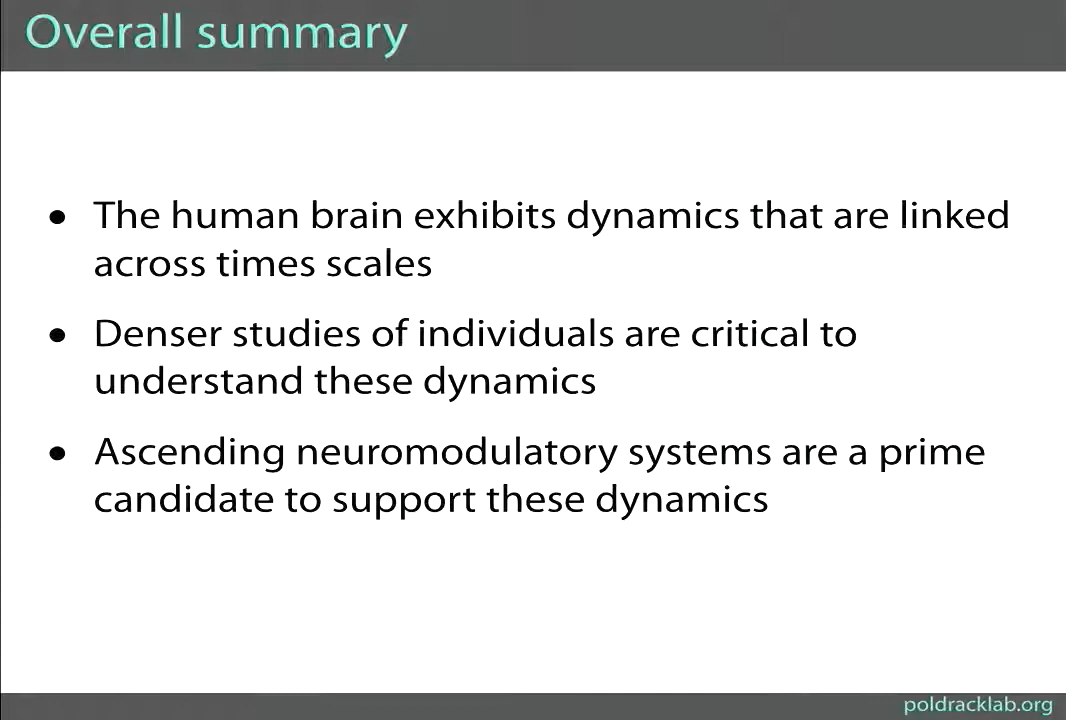 Overall summary
• The human brain exhibits dynamics that are linked
across times scales
• Denser studies of individuals are critical to
understand these dynamics
• Ascending neuromodulatory systems are a prime
candidate to support these dynamics
poldracklab.org